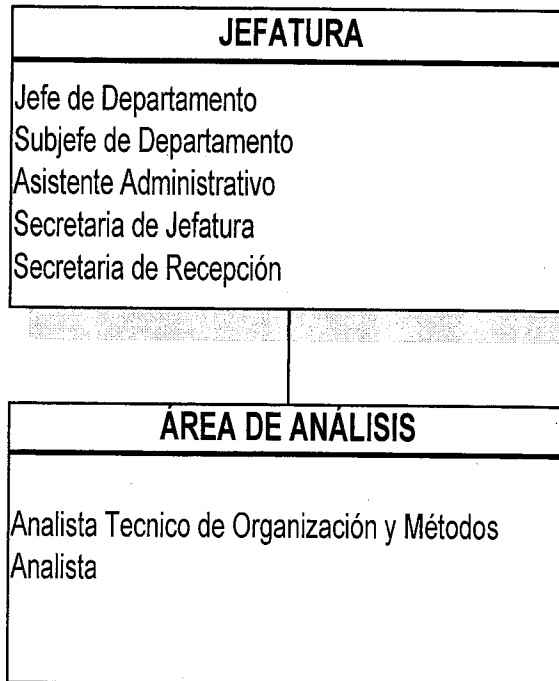 JEFATURA
Jefe de Departamento
Subjefe de Departamento
Asistente Administrativo
Secretaria de Jefatura
Secretaria de Recepción
ÁREA DE ANÁLISIS
Analista Tecnico de Organización y Métodos
Analista